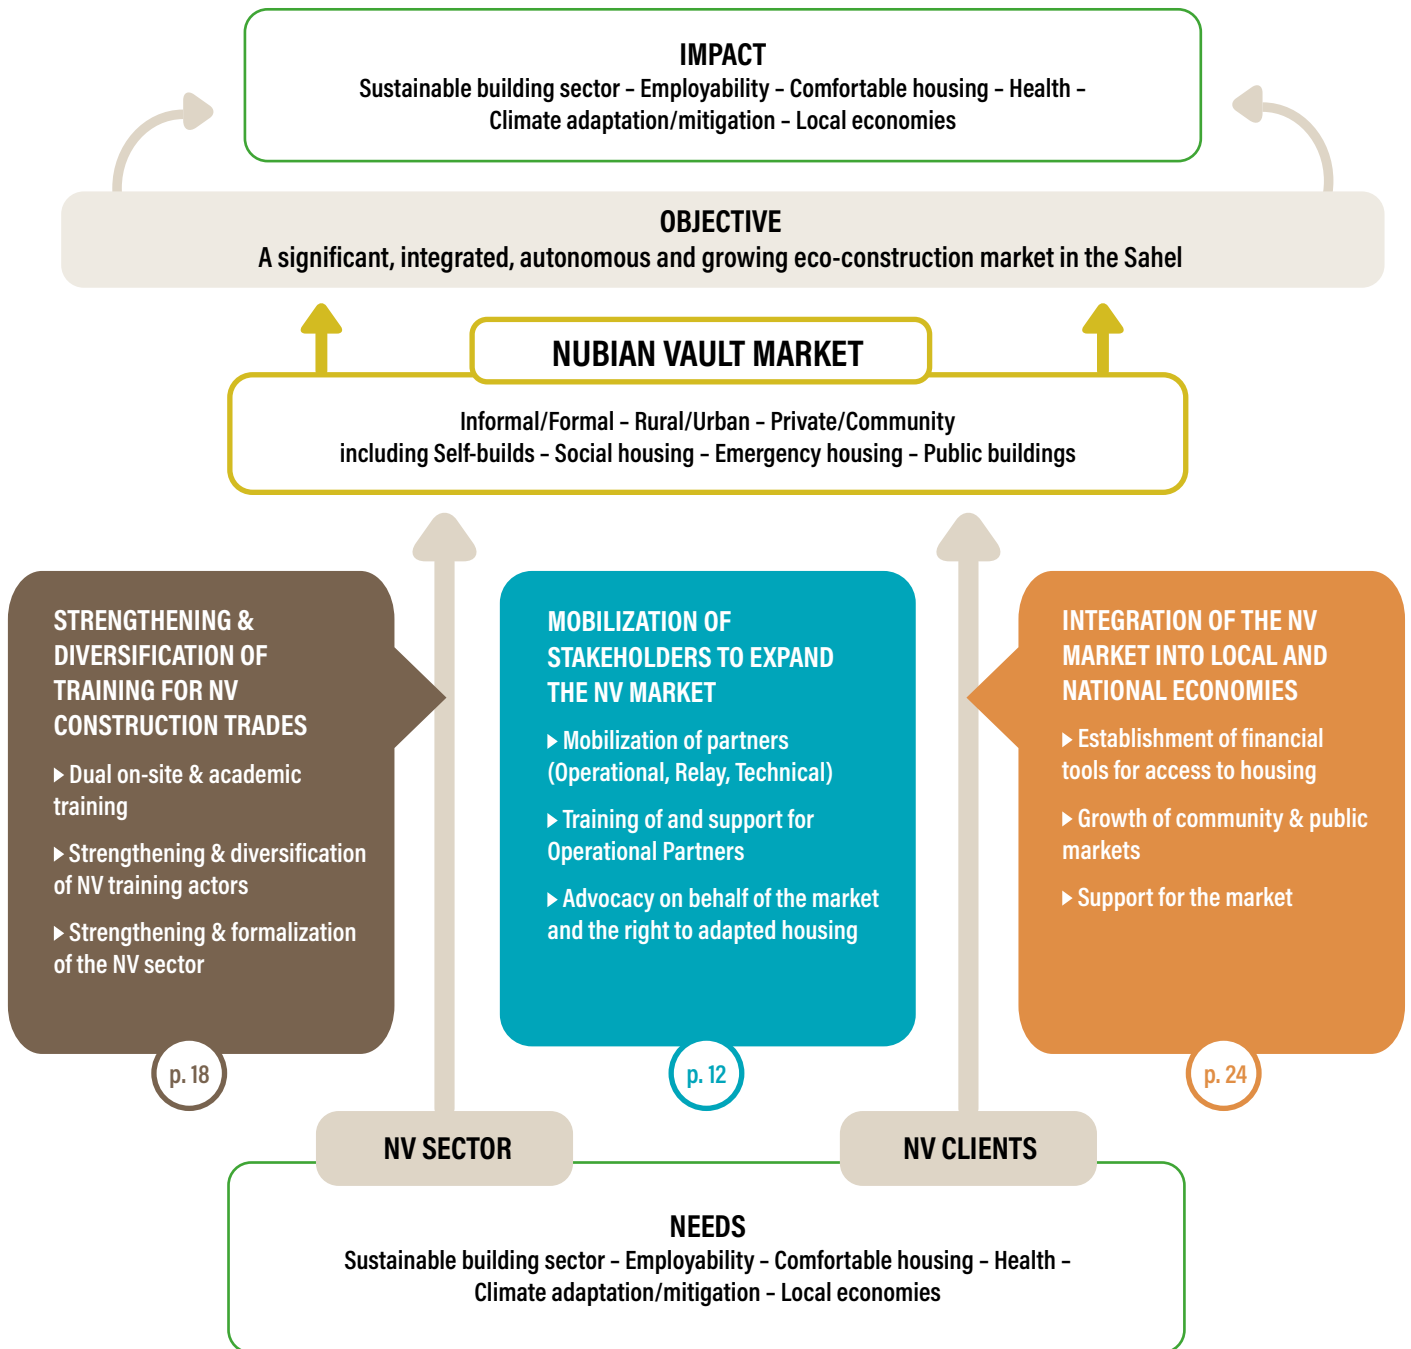 IMPACT
Sustainable building sector – Employability – Comfortable housing – Health –
Climate adaptation/mitigation – Local economies
OBJECTIVE
A significant, integrated, autonomous and growing eco-construction market in the Sahel
NUBIAN VAULT MARKET
Informal/Formal – Rural/Urban – Private/Community
including Self-builds – Social housing – Emergency housing – Public buildings
STRENGTHENING &
DIVERSIFICATION OF
TRAINING FOR NV
CONSTRUCTION TRADES
Dual on-site & academic
training
Strengthening & diversification
of NV training actors
Strengthening & formalization
of the NV sector
p. 18
MOBILIZATION OF
STAKEHOLDERS TO EXPAND
THE NV MARKET
Mobilization of partners
(Operational, Relay, Technical)
Training of and support for
Operational Partners
Advocacy on behalf of the market
and the right to adapted housing
p. 12
INTEGRATION OF THE NV
MARKET INTO LOCAL AND
NATIONAL ECONOMIES
Establishment of financial
tools for access to housing
Growth of community & public
markets
Support for the market
p. 24
NV SECTOR
NV CLIENTS
NEEDS
Sustainable building sector – Employability – Comfortable housing – Health –
Climate adaptation/mitigation – Local economies